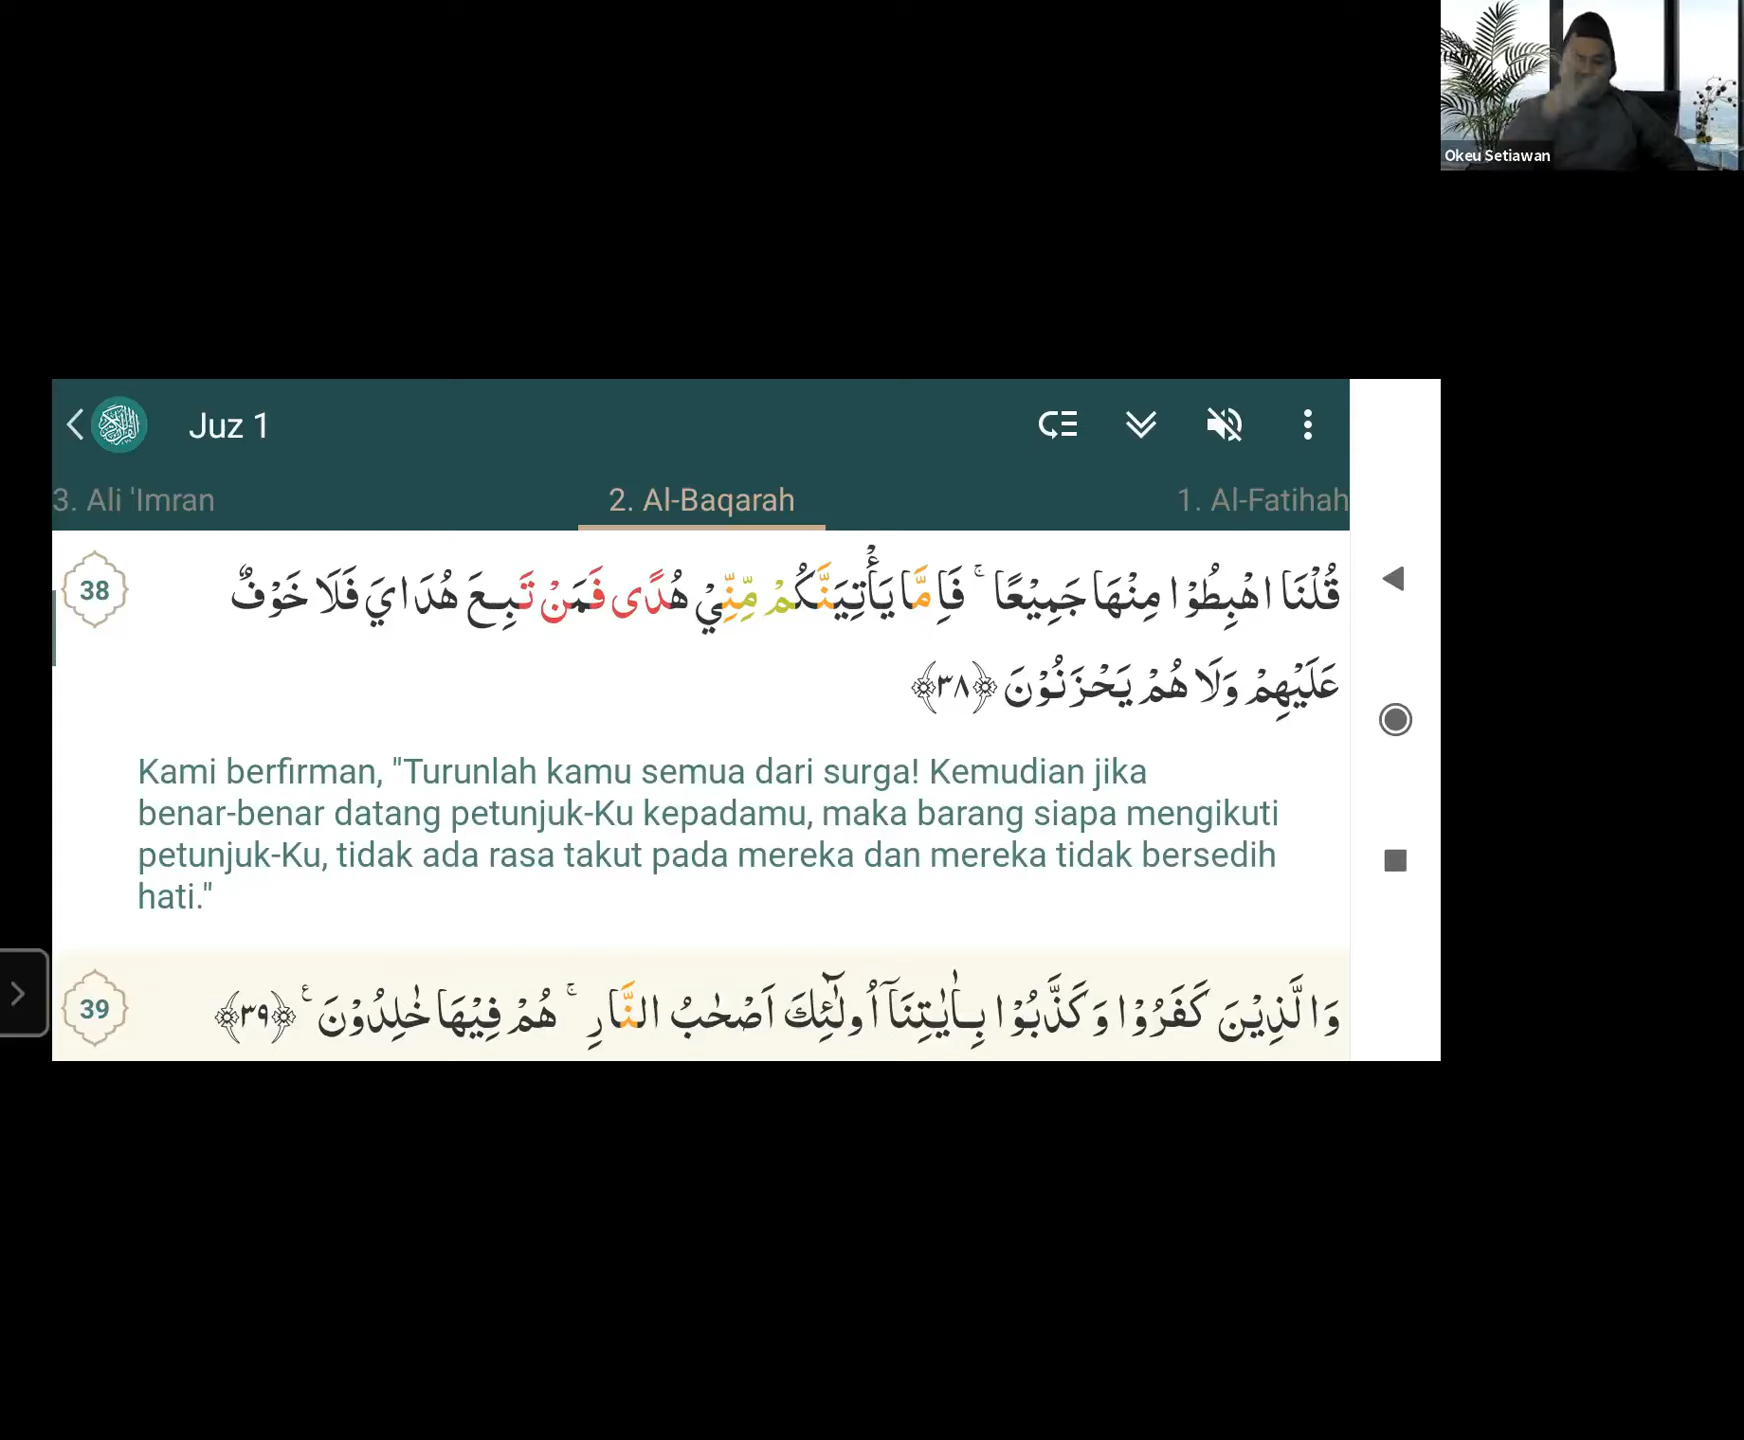 Okeu Setiawan
Juz 1
3. Ali 'Imran 2. Al-Baqarah 1. Al-Fatihah
38
قُلْنَا اهْبِطُوْا مِنْهَا جَمِيْعًا ۚ فَاِمَّا يَأْتِيَنَّكُمْ مِّنِّيْ هُدًى فَمَنْ تَبِعَ هُدَايَ فَلَا خَوْفٌ
عَلَيْهِمْ وَلَا هُمْ يَحْزَنُوْنَ ﴿٣٨﴾
Kami berfirman, "Turunlah kamu semua dari surga! Kemudian jika
benar-benar datang petunjuk-Ku kepadamu, maka barang siapa mengikuti
petunjuk-Ku, tidak ada rasa takut pada mereka dan mereka tidak bersedih
hati."
39
وَالَّذِيْنَ كَفَرُوْا وَكَذَّبُوْا بِاٰيٰتِنَآ اُولٰۤئِكَ اَصْحٰبُ النَّارِ ۚ هُمْ فِيْهَا خٰلِدُوْنَ ࣖ ﴿٣٩﴾